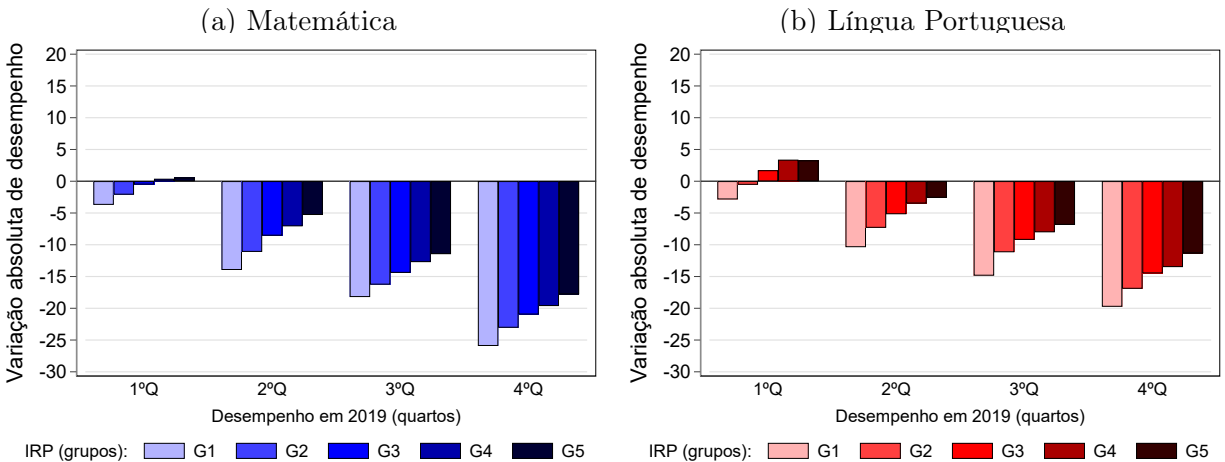 (a) Matemática
Variação absoluta de desempenho
20
15
10
5
0
-5
-10
-15
-20
-25
-30
1ºQ 2ºQ 3ºQ 4ºQ
Desempenho em 2019 (quartos)
IRP (grupos): G1 G2 G3 G4 G5
(b) Língua Portuguesa
Variação absoluta de desempenho
20
15
10
5
0
-5
-10
-15
-20
-25
-30
1ºQ 2ºQ 3ºQ 4ºQ
Desempenho em 2019 (quartos)
IRP (grupos): G1 G2 G3 G4 G5